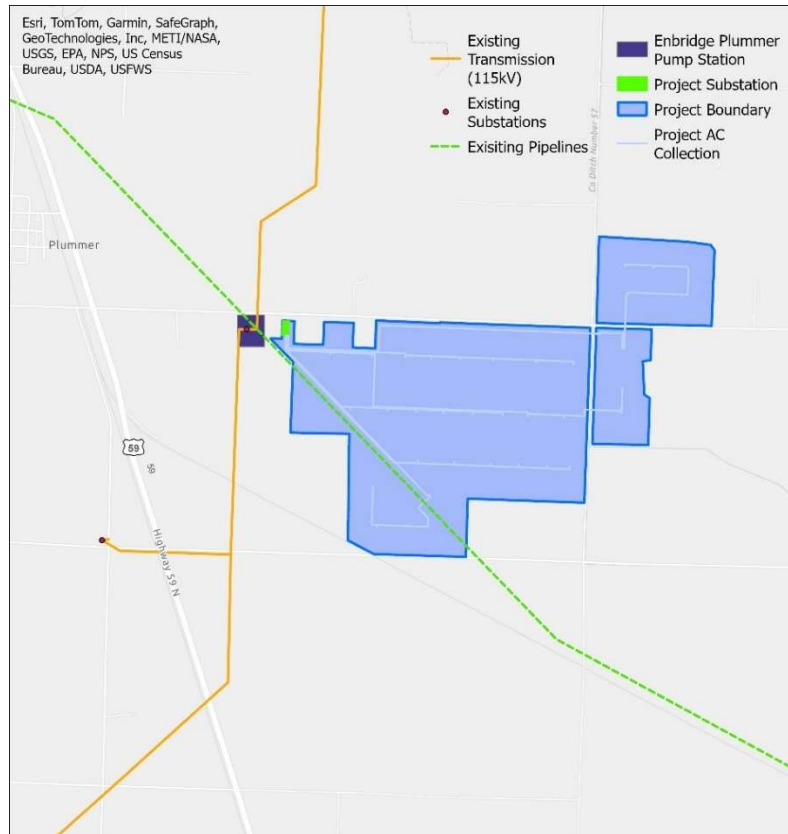 Esri, TomTom, Garmin, SafeGraph,
GeoTechnologies, Inc, METI/NASA,
USGS, EPA, NPS, US Census
Bureau, USDA, USFWS
Existing
Transmission
(115kV)
Existing
Substations
Exisiting Pipelines
Enbridge Plummer
Pump Station
Project Substation
Project Boundary
Project AC
Collection
Co Ditch Number 57
Plummer
59
59
Highway 59 N